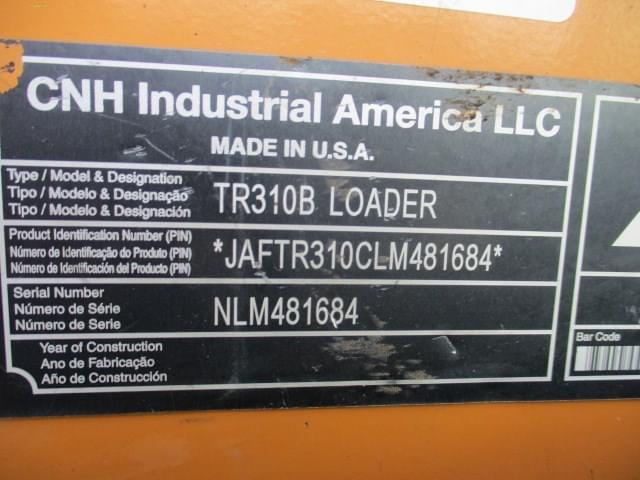 CNH Industrial America LLC
MADE IN U.S.A.
Type / Model & Designation
Tipo / Modelo & Designação
Tipo / Modelo & Designación
TR310B LOADER
Product Identification Number (PIN)
Número de Identificação do Produto (PIN)
Número de Identificación del Producto (PIN)
*JAFTR310CLM481684*
Serial Number
Número de Série
Número de Serie
NLM481684
Year of Construction
Ano de Fabricação
Año de Construcción
Bar Code